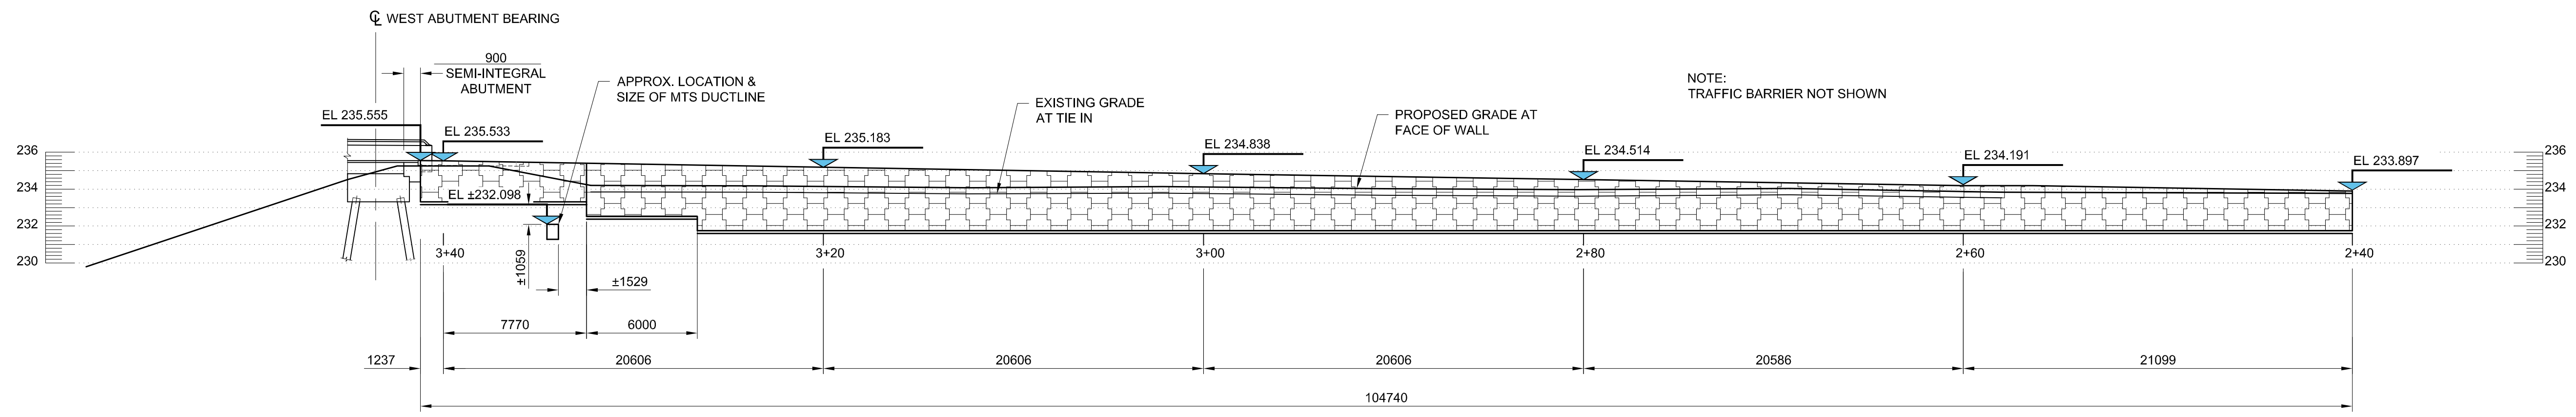 ℄ WEST ABUTMENT BEARING
900
SEMI-INTEGRAL
ABUTMENT
APPROX. LOCATION &
SIZE OF MTS DUCTLINE
EXISTING GRADE
AT TIE IN
NOTE:
TRAFFIC BARRIER NOT SHOWN
PROPOSED GRADE AT
FACE OF WALL
EL 235.555
EL 235.533
EL 235.183
EL 234.838
EL 234.514
EL 234.191
EL 233.897
236
234
232
230
236
234
232
230
EL ±232.098
3+40
3+20
3+00
2+80
2+60
2+40
±1059
±1529
7770
6000
1237
20606
20606
20606
20586
21099
104740